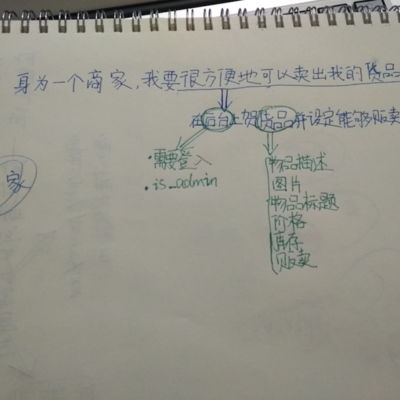 身为一个商家,我要很方便地可以卖出我的货品
在后台上架货品并设定能够贩卖
·需要登入
·is_admin
物品描述
图片
物品标题
价格
库存
贩卖
家